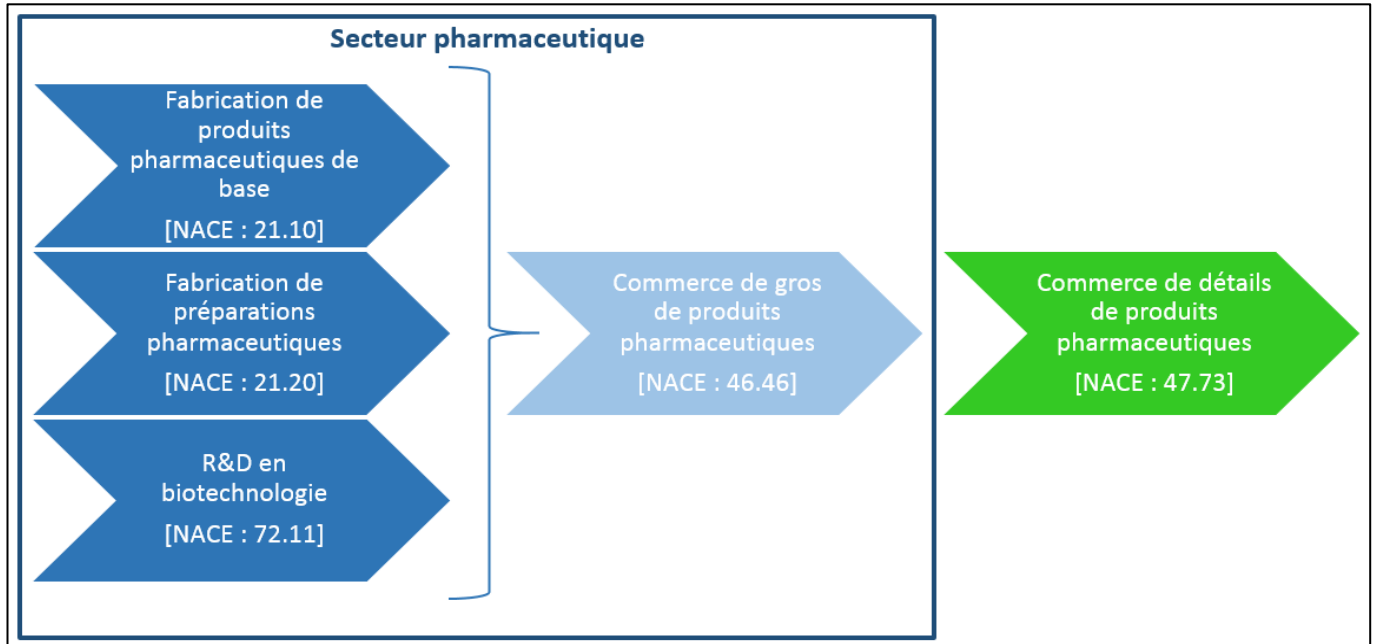 Secteur pharmaceutique
Fabrication de
produits
pharmaceutiques de
base
[NACE : 21.10]
Fabrication de
préparations
pharmaceutiques
[NACE : 21.20]
R&D en
biotechnologie
[NACE : 72.11]
Commerce de gros
de produits
pharmaceutiques
[NACE : 46.46]
Commerce de détails
de produits
pharmaceutiques
[NACE : 47.73]